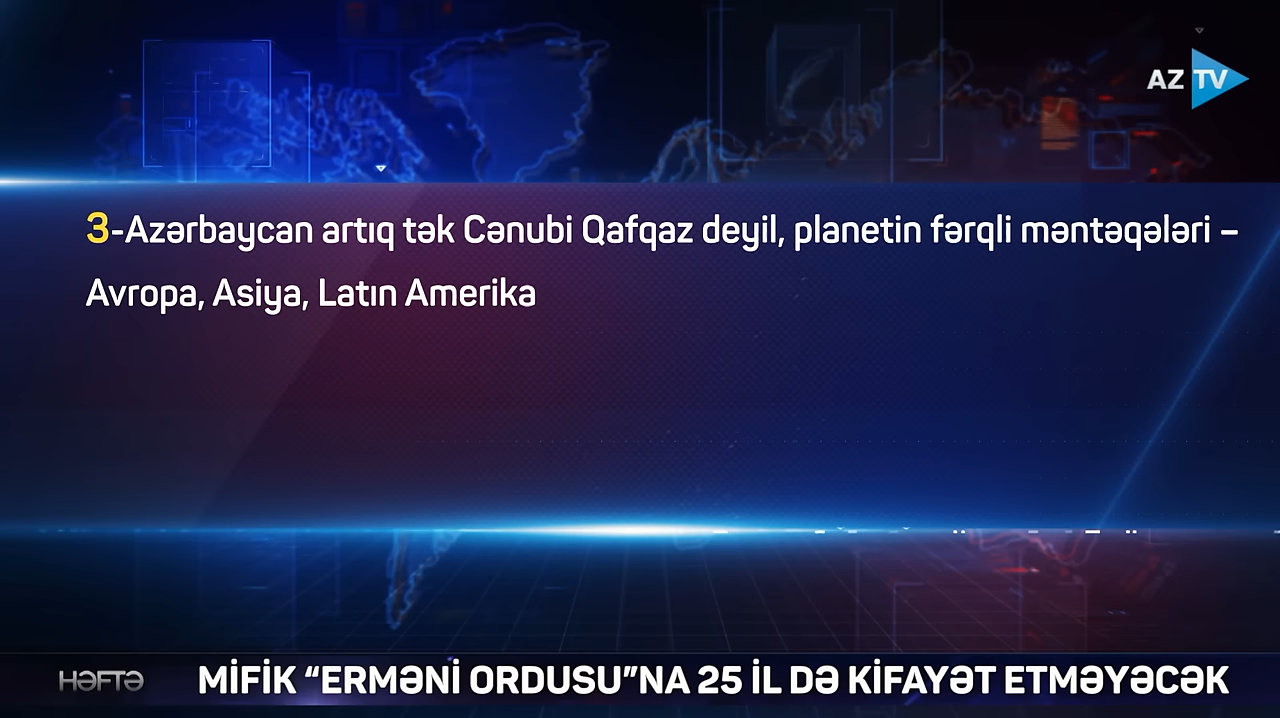 AZ TV
3-Azərbaycan artıq tək Cənubi Qafqaz deyil, planetin fərqli məntəqələri –
Avropa, Asiya, Latın Amerika
HƏFTƏ
MİFİK “ERMƏNİ ORDUSU”NA 25 İL DƏ KİFAYƏT ETMƏYƏCƏK